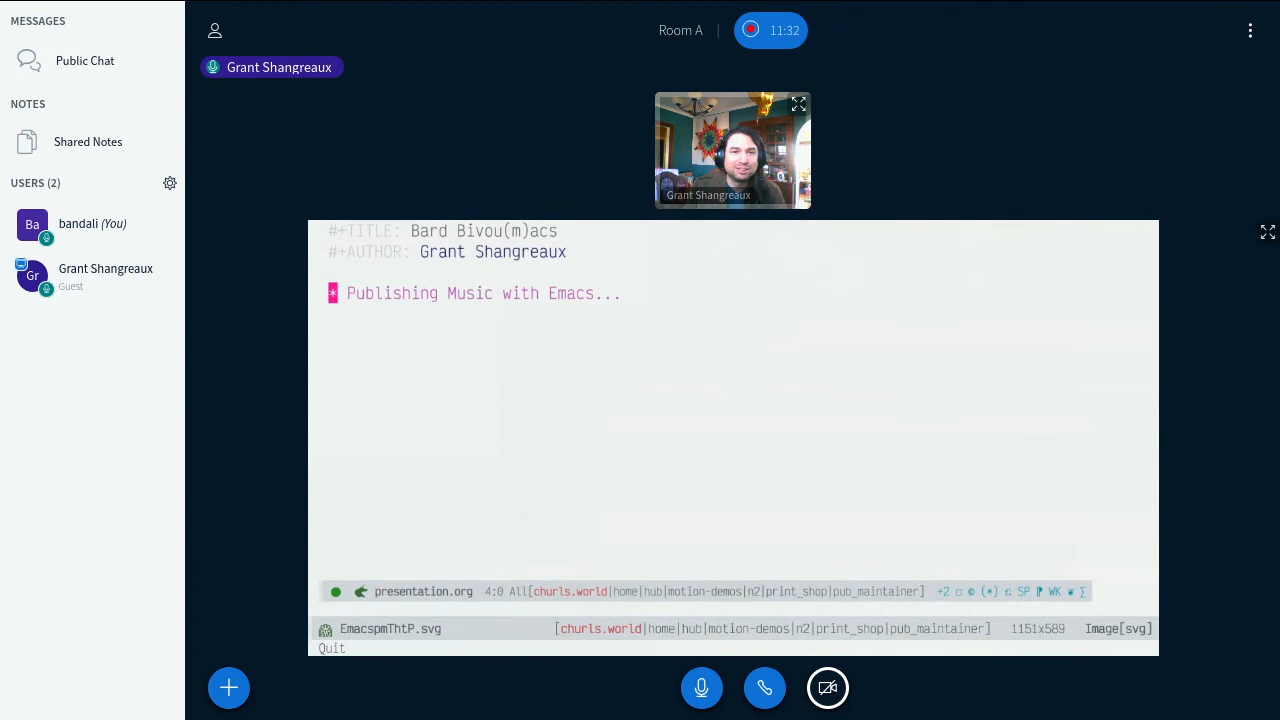 MESSAGES
Public Chat
NOTES
Shared Notes
USERS (2)
Ba
bandali (You)
Gr
Grant Shangreaux
Guest
Room A
11:32
Grant Shangreaux
Grant Shangreaux
#+TITLE: Bard Bivou(m)acs
#+AUTHOR: Grant Shangreaux
* Publishing Music with Emacs...
presentation.org 4:0 All[churls.world|home|hub|motion-demos|n2|print_shop|pub_maintainer] +2 SP WK
EmacspmThtP.svg [churls.world|home|hub|motion-demos|n2|print_shop|pub_maintainer] 1151x589 Image[svg]
Quit